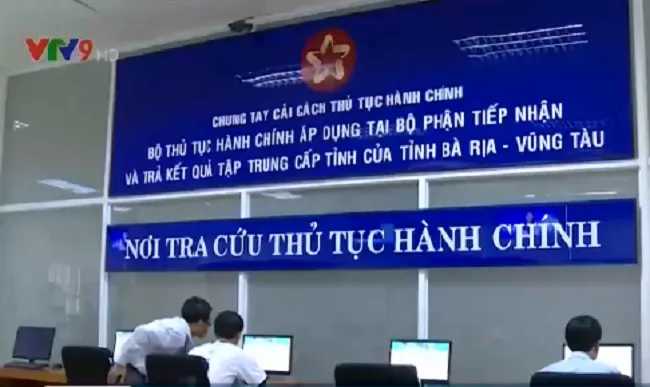 VTV9 HD
CHUNG TAY CẢI CÁCH THỦ TỤC HÀNH CHÍNH
BỘ THỦ TỤC HÀNH CHÍNH ÁP DỤNG TẠI BỘ PHẬN TIẾP NHẬN
VÀ TRẢ KẾT QUẢ TẬP TRUNG CẤP TỈNH CỦA TỈNH BÀ RỊA - VŨNG TÀU
NƠI TRA CỨU THỦ TỤC HÀNH CHÍNH